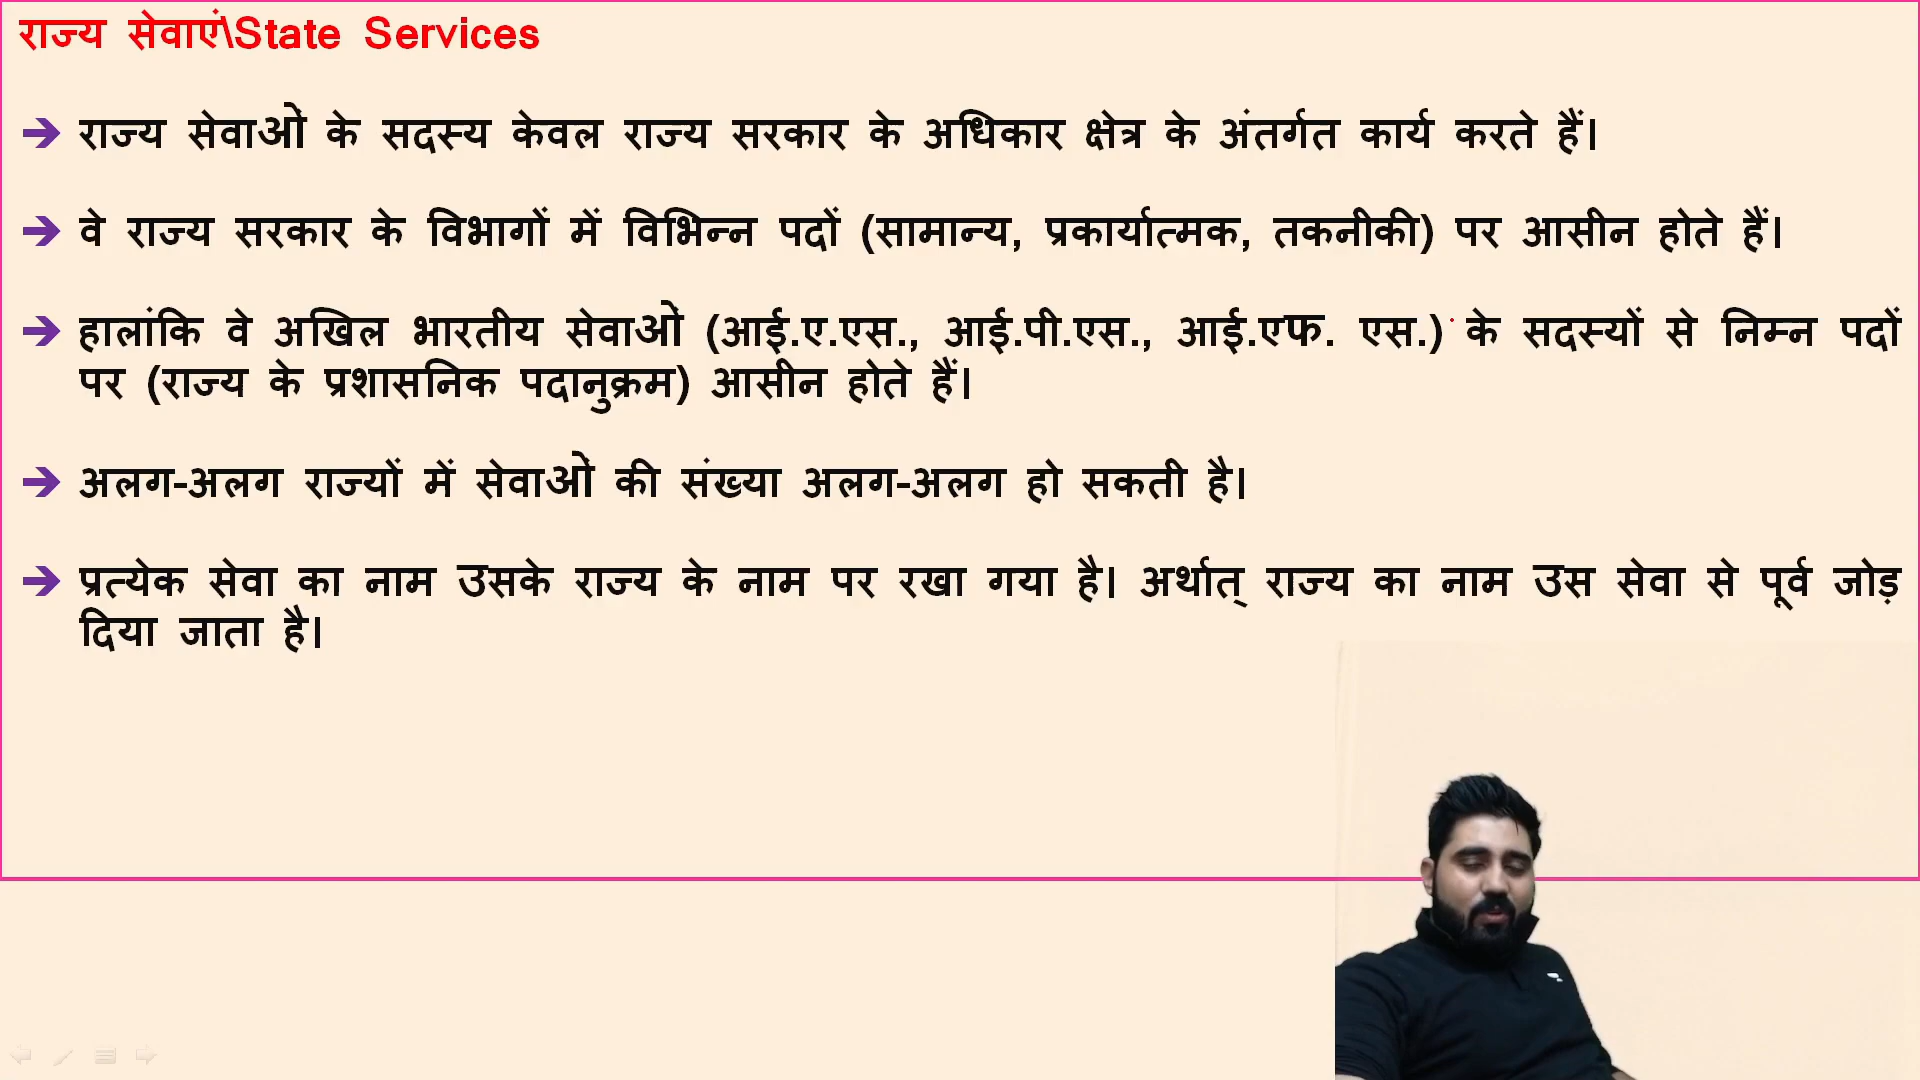 राज्य सेवाएं\State Services
राज्य सेवाओं के सदस्य केवल राज्य सरकार के अधिकार क्षेत्र के अंतर्गत कार्य करते हैं।
वे राज्य सरकार के विभागों में विभिन्न पदों (सामान्य, प्रकार्यात्मक, तकनीकी) पर आसीन होते हैं।
हालांकि वे अखिल भारतीय सेवाओं (आई.ए.एस., आई.पी.एस., आई.एफ. एस.) के सदस्यों से निम्न पदों
पर (राज्य के प्रशासनिक पदानुक्रम) आसीन होते हैं।
अलग-अलग राज्यों में सेवाओं की संख्या अलग-अलग हो सकती है।
प्रत्येक सेवा का नाम उसके राज्य के नाम पर रखा गया है। अर्थात् राज्य का नाम उस सेवा से पूर्व जोड़
दिया जाता है।